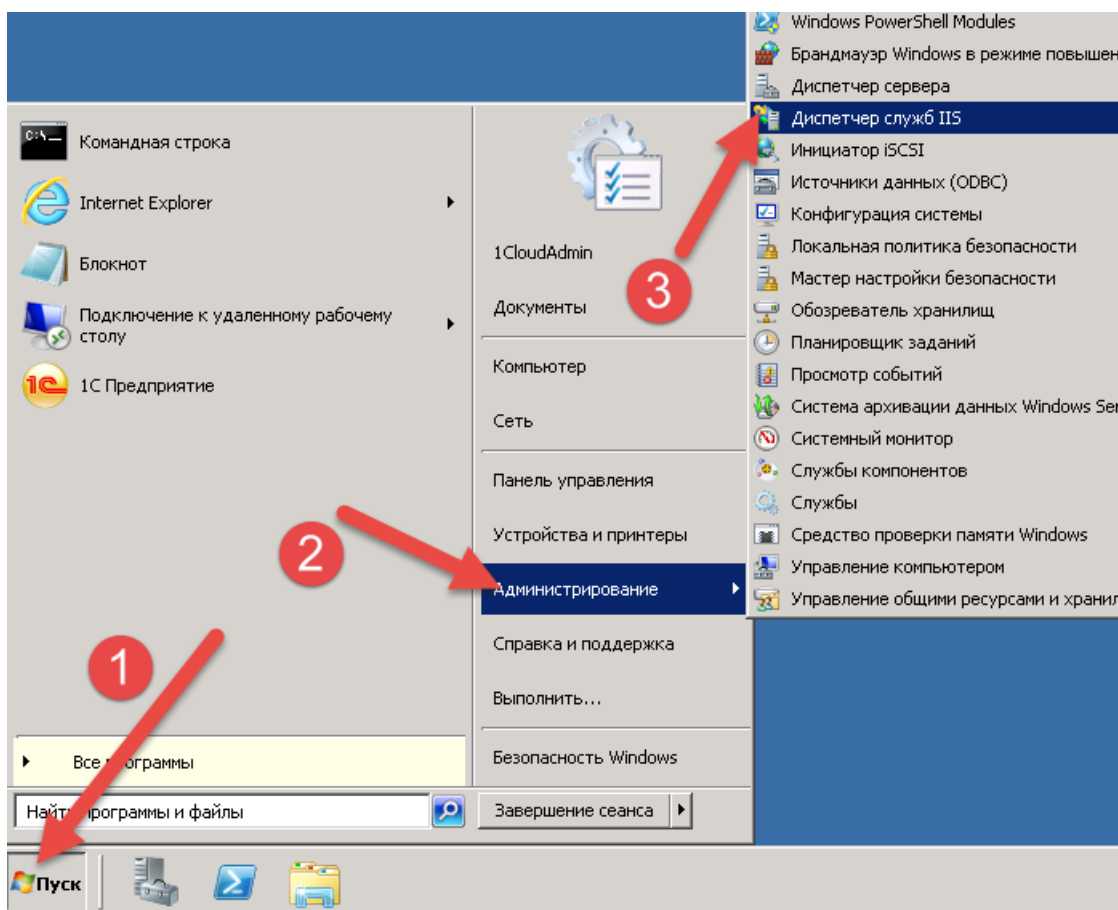 Windows PowerShell Modules
Брандмауэр Windows в режиме повышен
Диспетчер сервера
Диспетчер служб IIS
Инициатор iSCSI
Источники данных (ODBC)
Конфигурация системы
Локальная политика безопасности
Мастер настройки безопасности
Обозреватель хранилищ
Планировщик заданий
Просмотр событий
Система архивации данных Windows Ser
Системный монитор
Службы компонентов
Службы
Средство проверки памяти Windows
Управление компьютером
Управление общими ресурсами и хранил
3
C:\
Командная строка
Internet Explorer
Блокнот
Подключение к удаленному рабочему
столу
1С
1С Предприятие
1CloudAdmin
Документы
Компьютер
Сеть
Панель управления
Устройства и принтеры
2
Администрирование
Справка и поддержка
Выполнить...
Безопасность Windows
1
Все программы
Найти программы и файлы
Завершение сеанса
Пуск